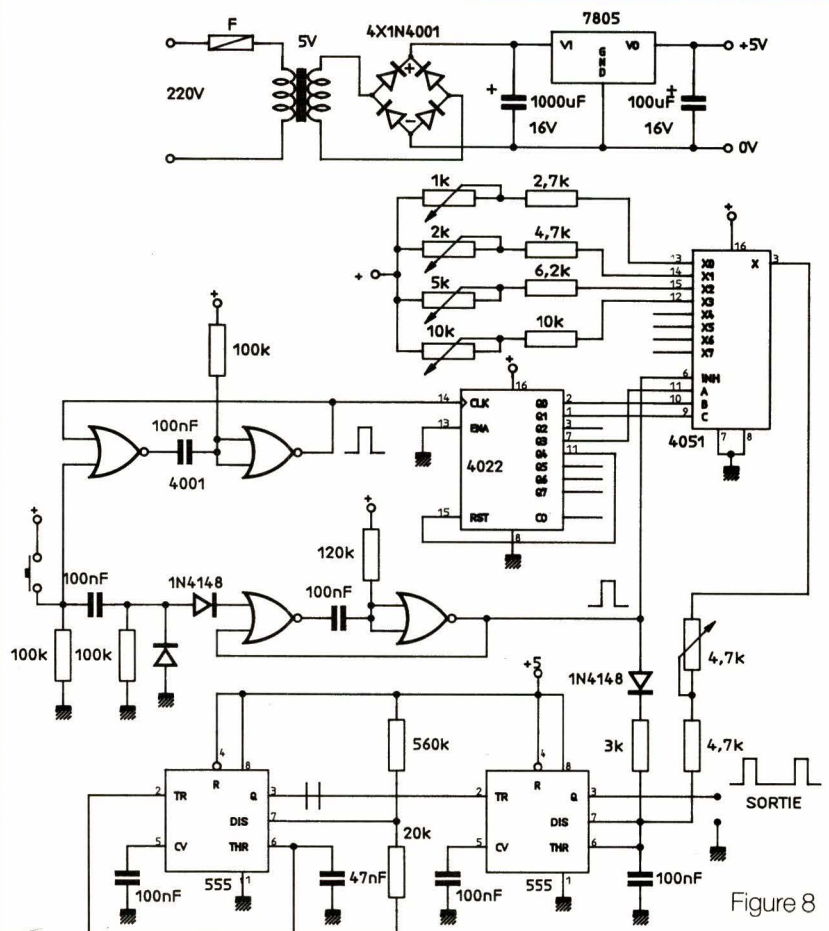 F
5V
4X1N4001
7805
220V
+
-
+
1000uF
16V
VI
GND
VO
100uF
+
16V
+5V
0V
1k
2,7k
2k
4,7k
+
5k
6,2k
10k
10k
+
16
13 X0
14 X1
15 X2
12 X3
X4
X5
X6
X7
6 INH
11 A
10 B
9 C
X 3
7 8
4051
+
100k
100nF
4001
+
16
14 CLK
13 ENA
4022
15 RST
Q0 2
Q1 1
Q2 3
Q3 7
Q4 11
Q5
Q6
Q7
CO
8
+
100nF
100k
100k
1N4148
100nF
+
120k
+5
1N4148
3k
4,7k
4,7k
560k
20k
4
8
R
2 TR
Q 3
DIS 7
5 CV
THR 6
1
100nF
555
47nF
4
8
R
2 TR
Q 3
DIS 7
5 CV
THR 6
1
100nF
555
100nF
SORTIE
Figure 8